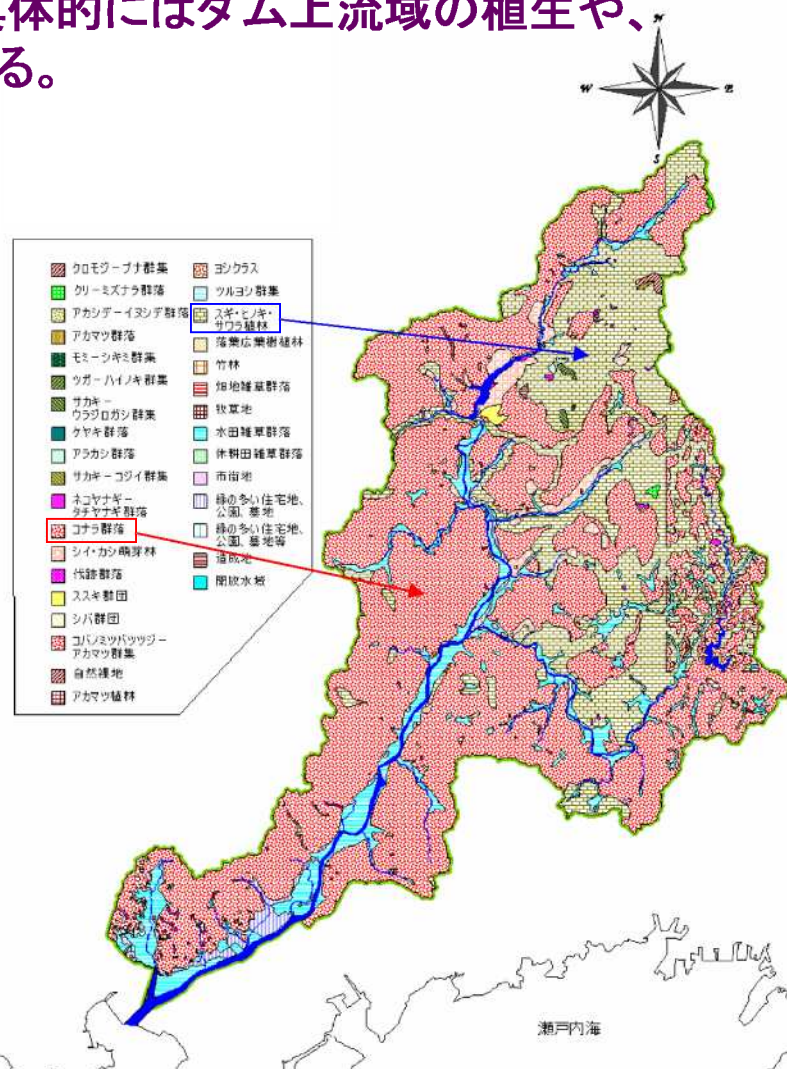 具体的にはダム上流域の植生や、
る。
N
W
E
S
クロモジーブナ群集
クリーミズナラ群落
アカシデーイヌシデ群落
アカマツ群落
モミーシキミ群集
ツガーハイノキ群集
サカキー
ウラジロガシ群集
ケヤキ群落
アラカシ群落
サカキーコジイ群集
ネコヤナギー
タチヤナギ群落
コナラ群落
シイ・カシ萌芽林
伐跡群落
ススキ群団
シバ群団
コバノミツバツツジー
アカマツ群集
自然裸地
アカマツ植林
ヨシクラス
ツルヨシ群集
スギ・ヒノキ・
サワラ植林
落葉広葉樹植林
竹林
畑地雑草群落
牧草地
水田雑草群落
休耕田雑草群落
市街地
緑の多い住宅地、
公園、墓地
緑の多い住宅地、
公園、墓地等
造成地
開放水域
瀬戸内海